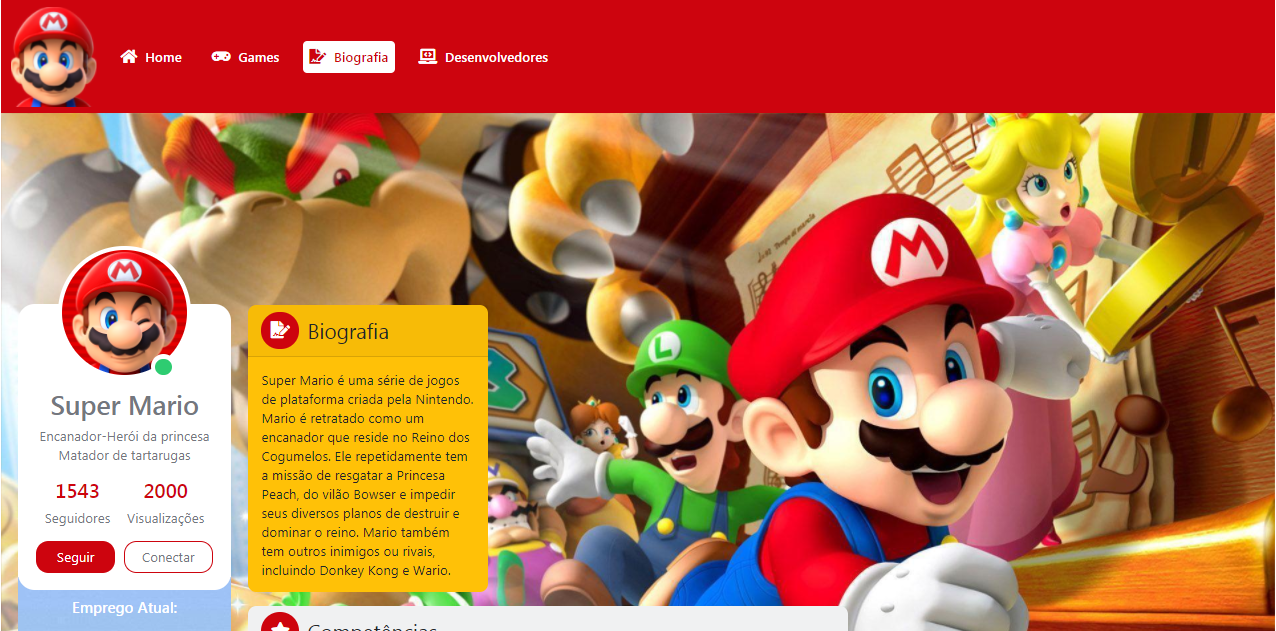 Home
Games
Biografia
Desenvolvedores
Super Mario
Encanador-Herói da princesa
Matador de tartarugas
1543
2000
Seguidores
Visualizações
Seguir
Conectar
Emprego Atual:
Biografia
Super Mario é uma série de jogos
de plataforma criada pela Nintendo.
Mario é retratado como um
encanador que reside no Reino dos
Cogumelos. Ele repetidamente tem
a missão de resgatar a Princesa
Peach, do vilão Bowser e impedir
seus diversos planos de destruir e
dominar o reino. Mario também
tem outros inimigos ou rivais,
incluindo Donkey Kong e Wario.
Competências
M
L
M